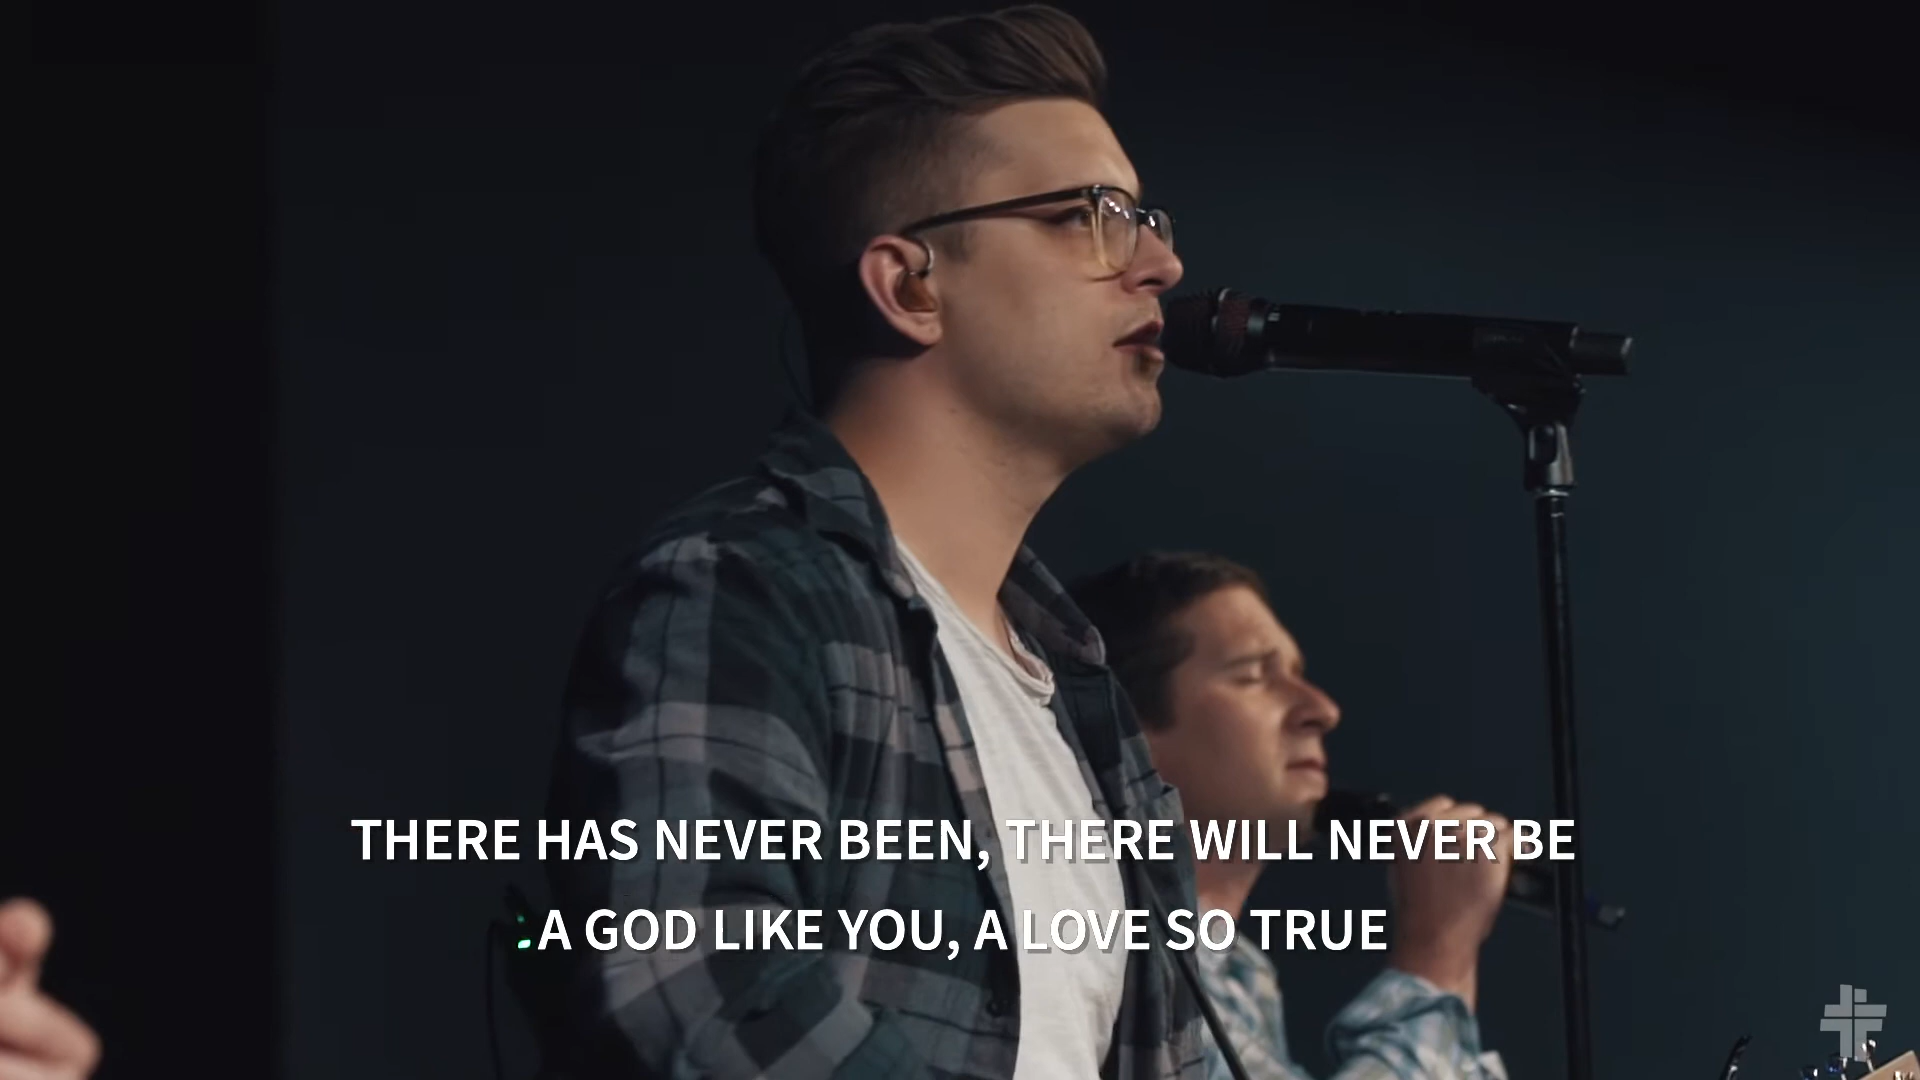 THERE HAS NEVER BEEN, THERE WILL NEVER BE
A GOD LIKE YOU, A LOVE SO TRUE